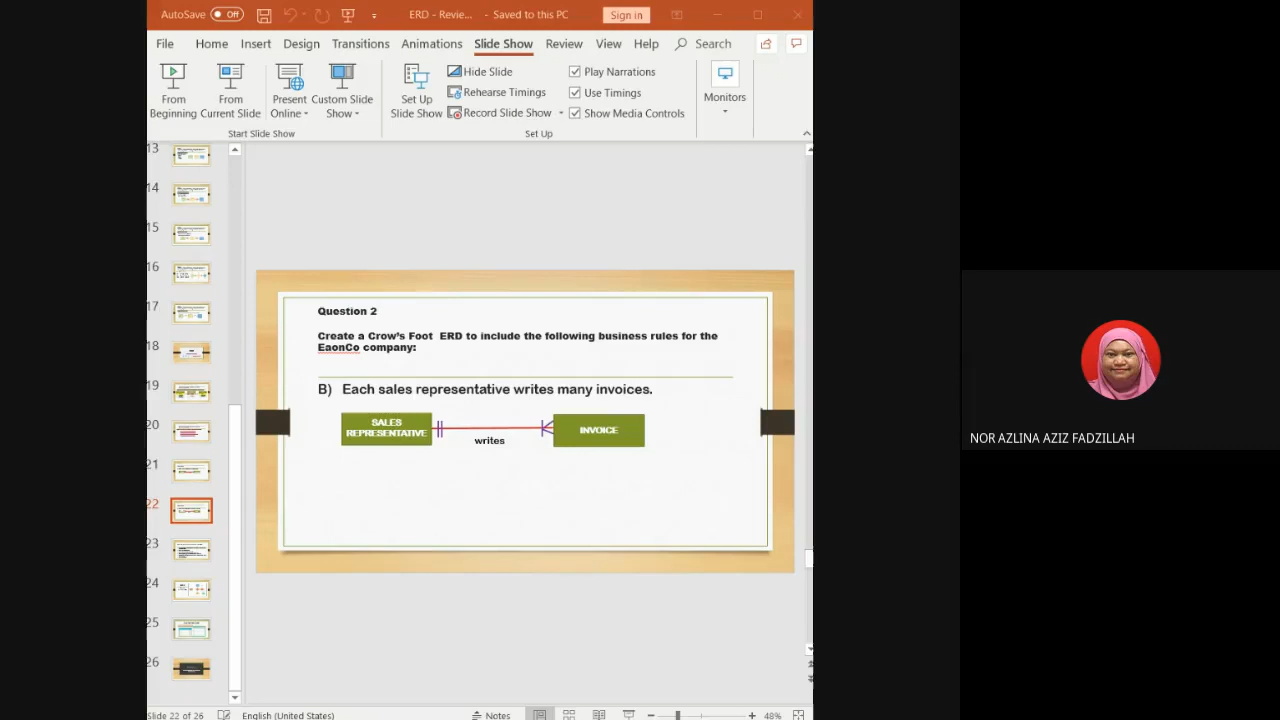 AutoSave Off ERD - Revie... - Saved to this PC Sign in
File Home Insert Design Transitions Animations Slide Show Review View Help Search
From Beginning
From Current Slide
Present Online
Custom Slide Show
Start Slide Show
Set Up Slide Show
Hide Slide
Rehearse Timings
Record Slide Show
Play Narrations
Use Timings
Show Media Controls
Set Up
Monitors
13
14
15
16
17
18
19
20
21
22
23
24
25
26
Question 2
Create a Crow's Foot ERD to include the following business rules for the
EaonCo company:
B) Each sales representative writes many invoices.
SALES
REPRESENTATIVE
writes
INVOICE
NOR AZLINA AZIZ FADZILLAH
Slide 22 of 26 English (United States) Notes 48%